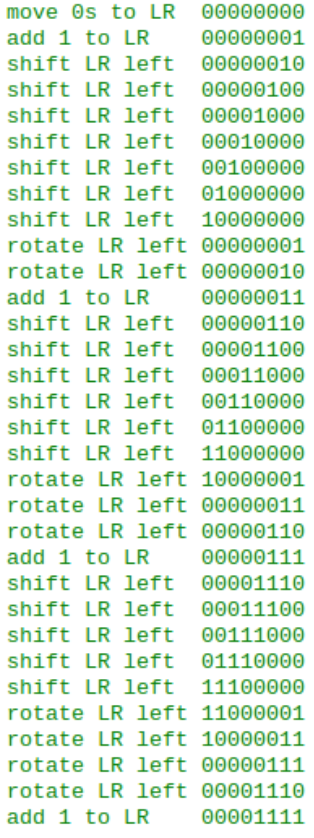 move 0s to LR  00000000
add 1 to LR    00000001
shift LR left  00000010
shift LR left  00000100
shift LR left  00001000
shift LR left  00010000
shift LR left  00100000
shift LR left  01000000
shift LR left  10000000
rotate LR left 00000001
rotate LR left 00000010
add 1 to LR    00000011
shift LR left  00000110
shift LR left  00001100
shift LR left  00011000
shift LR left  00110000
shift LR left  01100000
shift LR left  11000000
rotate LR left 10000001
rotate LR left 00000011
rotate LR left 00000110
add 1 to LR    00000111
shift LR left  00001110
shift LR left  00011100
shift LR left  00111000
shift LR left  01110000
shift LR left  11100000
rotate LR left 11000001
rotate LR left 10000011
rotate LR left 00000111
rotate LR left 00001110
add 1 to LR    00001111